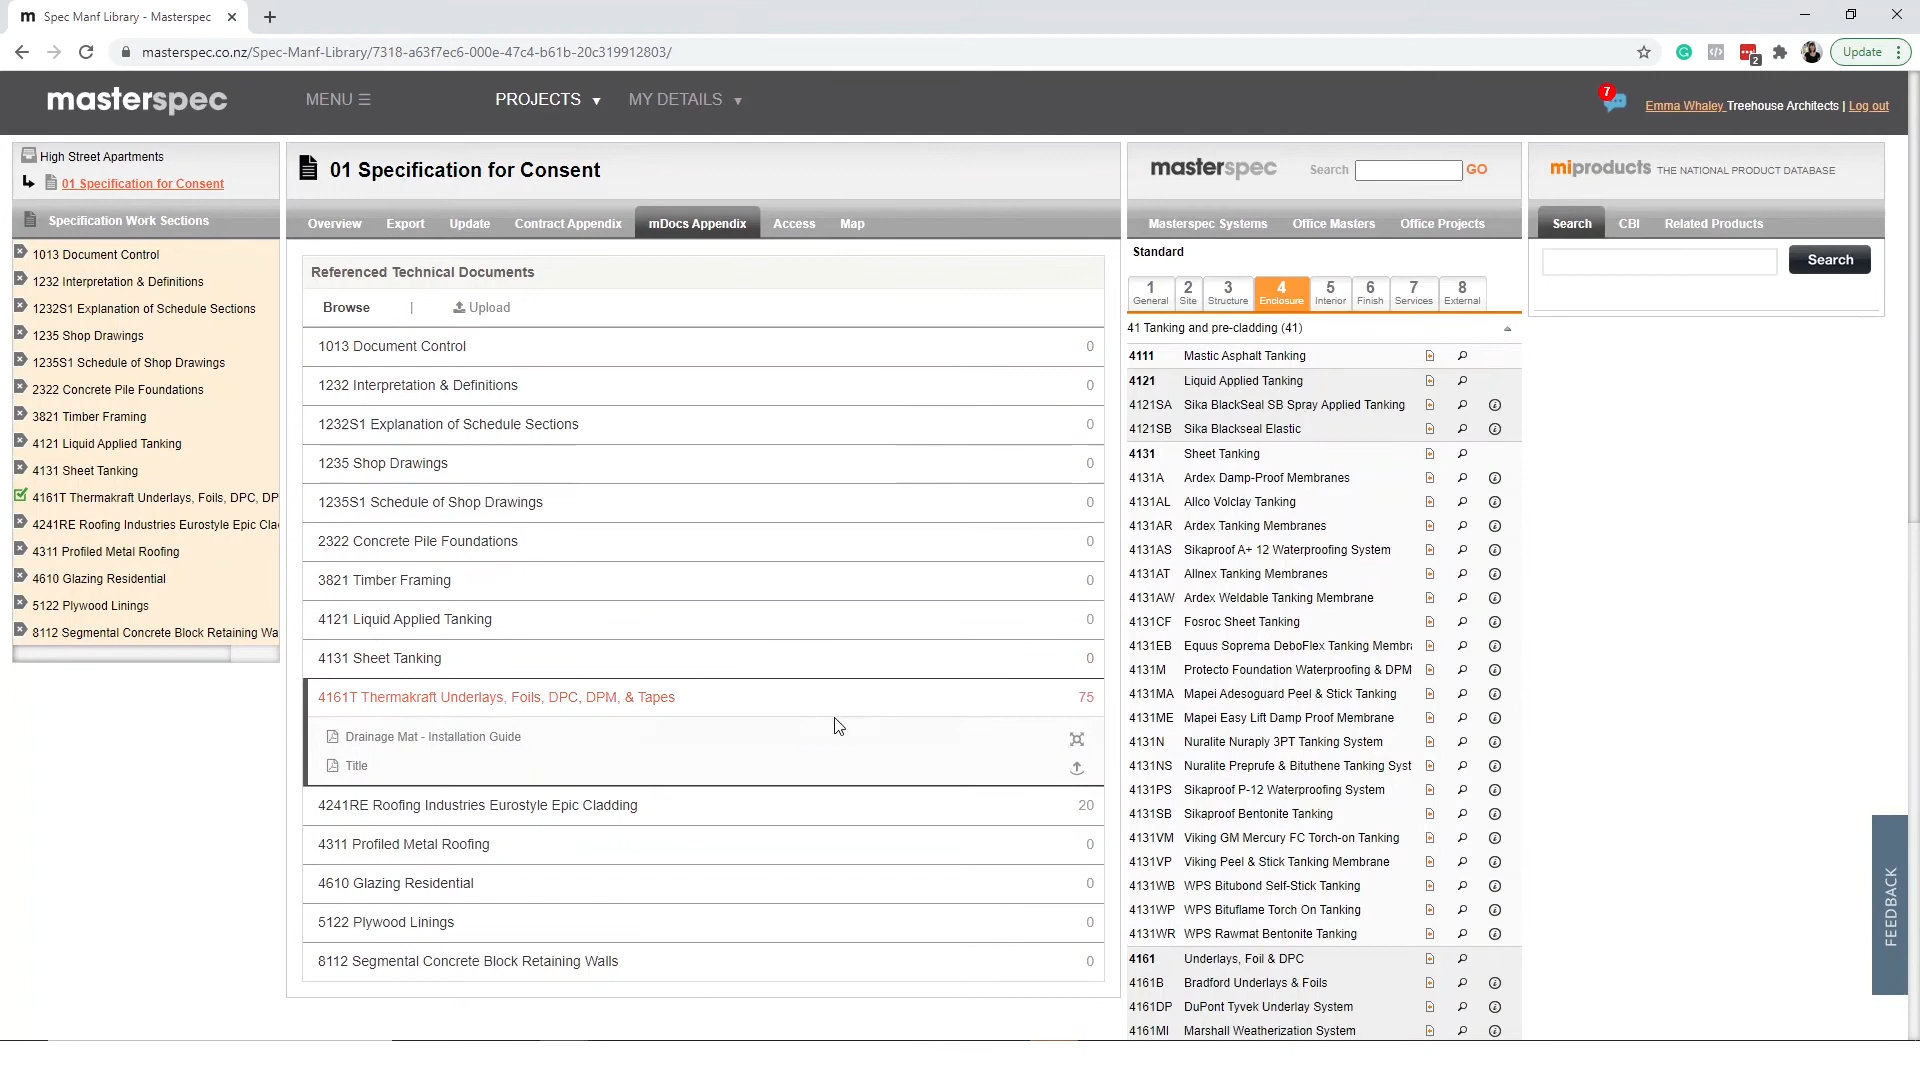 m Spec Manf Library - Masterspec
masterspec.co.nz/Spec-Manf-Library/7318-a63f7ec6-000e-47c4-b61b-20c319912803/
2
Update
masterspec
MENU
PROJECTS
MY DETAILS
7
Emma Whaley Treehouse Architects | Log out
High Street Apartments
01 Specification for Consent
Specification Work Sections
1013 Document Control
1232 Interpretation & Definitions
1232S1 Explanation of Schedule Sections
1235 Shop Drawings
1235S1 Schedule of Shop Drawings
2322 Concrete Pile Foundations
3821 Timber Framing
4121 Liquid Applied Tanking
4131 Sheet Tanking
4161T Thermakraft Underlays, Foils, DPC, DP
4241RE Roofing Industries Eurostyle Epic Cla
4311 Profiled Metal Roofing
4610 Glazing Residential
5122 Plywood Linings
8112 Segmental Concrete Block Retaining Wa
01 Specification for Consent
Overview Export Update Contract Appendix mDocs Appendix Access Map
Referenced Technical Documents
Browse | Upload
1013 Document Control 0
1232 Interpretation & Definitions 0
1232S1 Explanation of Schedule Sections 0
1235 Shop Drawings 0
1235S1 Schedule of Shop Drawings 0
2322 Concrete Pile Foundations 0
3821 Timber Framing 0
4121 Liquid Applied Tanking 0
4131 Sheet Tanking 0
4161T Thermakraft Underlays, Foils, DPC, DPM, & Tapes 75
Drainage Mat - Installation Guide
Title
4241RE Roofing Industries Eurostyle Epic Cladding 20
4311 Profiled Metal Roofing 0
4610 Glazing Residential 0
5122 Plywood Linings 0
8112 Segmental Concrete Block Retaining Walls 0
masterspec Search GO
Masterspec Systems Office Masters Office Projects
Standard
1 2 3 4 5 6 7 8
General Site Structure Enclosure Interior Finish Services External
41 Tanking and pre-cladding (41)
4111 Mastic Asphalt Tanking
4121 Liquid Applied Tanking
4121SA Sika BlackSeal SB Spray Applied Tanking
4121SB Sika Blackseal Elastic
4131 Sheet Tanking
4131A Ardex Damp-Proof Membranes
4131AL Allco Volclay Tanking
4131AR Ardex Tanking Membranes
4131AS Sikaproof A+ 12 Waterproofing System
4131AT Allnex Tanking Membranes
4131AW Ardex Weldable Tanking Membrane
4131CF Fosroc Sheet Tanking
4131EB Equus Soprema DeboFlex Tanking Membra
4131M Protecto Foundation Waterproofing & DPM
4131MA Mapei Adesoguard Peel & Stick Tanking
4131ME Mapei Easy Lift Damp Proof Membrane
4131N Nuralite Nuraply 3PT Tanking System
4131NS Nuralite Preprufe & Bituthene Tanking Syst
4131PS Sikaproof P-12 Waterproofing System
4131SB Sikaproof Bentonite Tanking
4131VM Viking GM Mercury FC Torch-on Tanking
4131VP Viking Peel & Stick Tanking Membrane
4131WB WPS Bitubond Self-Stick Tanking
4131WP WPS Bituflame Torch On Tanking
4131WR WPS Rawmat Bentonite Tanking
4161 Underlays, Foil & DPC
4161B Bradford Underlays & Foils
4161DP DuPont Tyvek Underlay System
4161MI Marshall Weatherization System
miproducts THE NATIONAL PRODUCT DATABASE
Search CBI Related Products
Search
FEEDBACK